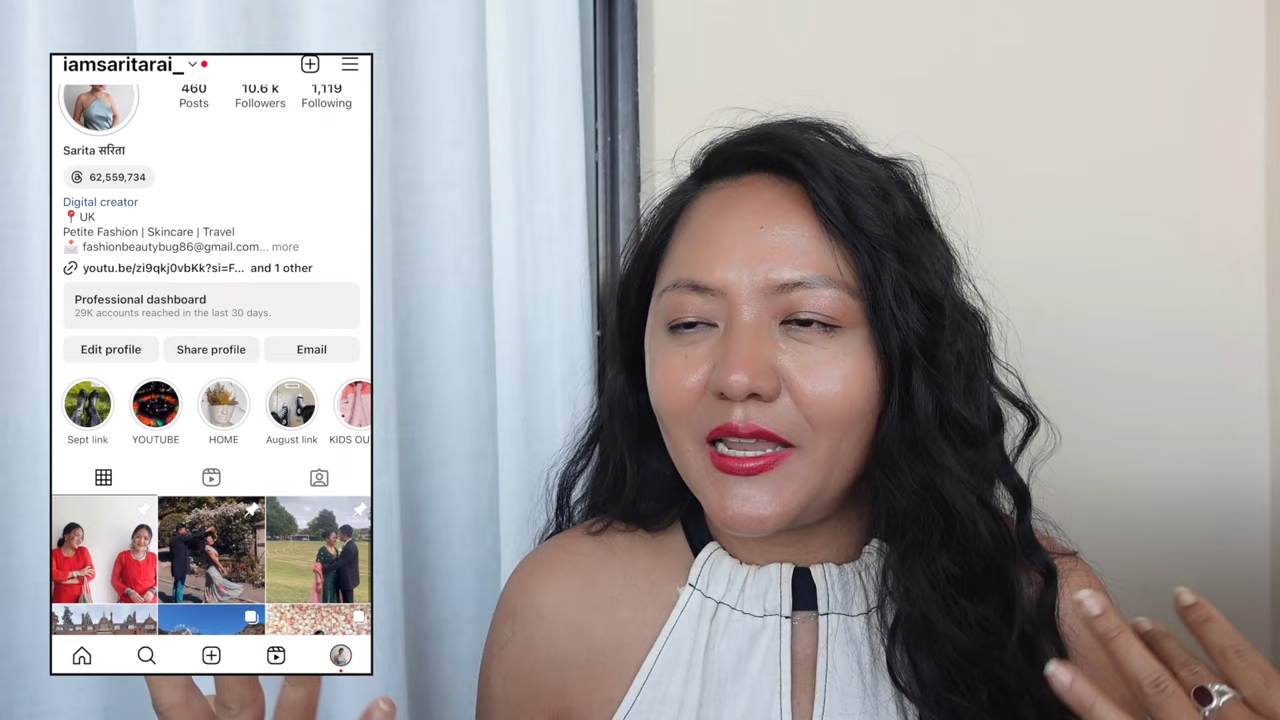 iamsaritarai_
460 10.6 k 1,119
Posts Followers Following
Sarita सरिता
62,559,734
Digital creator
UK
Petite Fashion | Skincare | Travel
fashionbeautybug86@gmail.com... more
youtu.be/zi9qkj0vbKk?si=F... and 1 other
Professional dashboard
29K accounts reached in the last 30 days.
Edit profile Share profile Email
Sept link YOUTUBE HOME August link KIDS OU